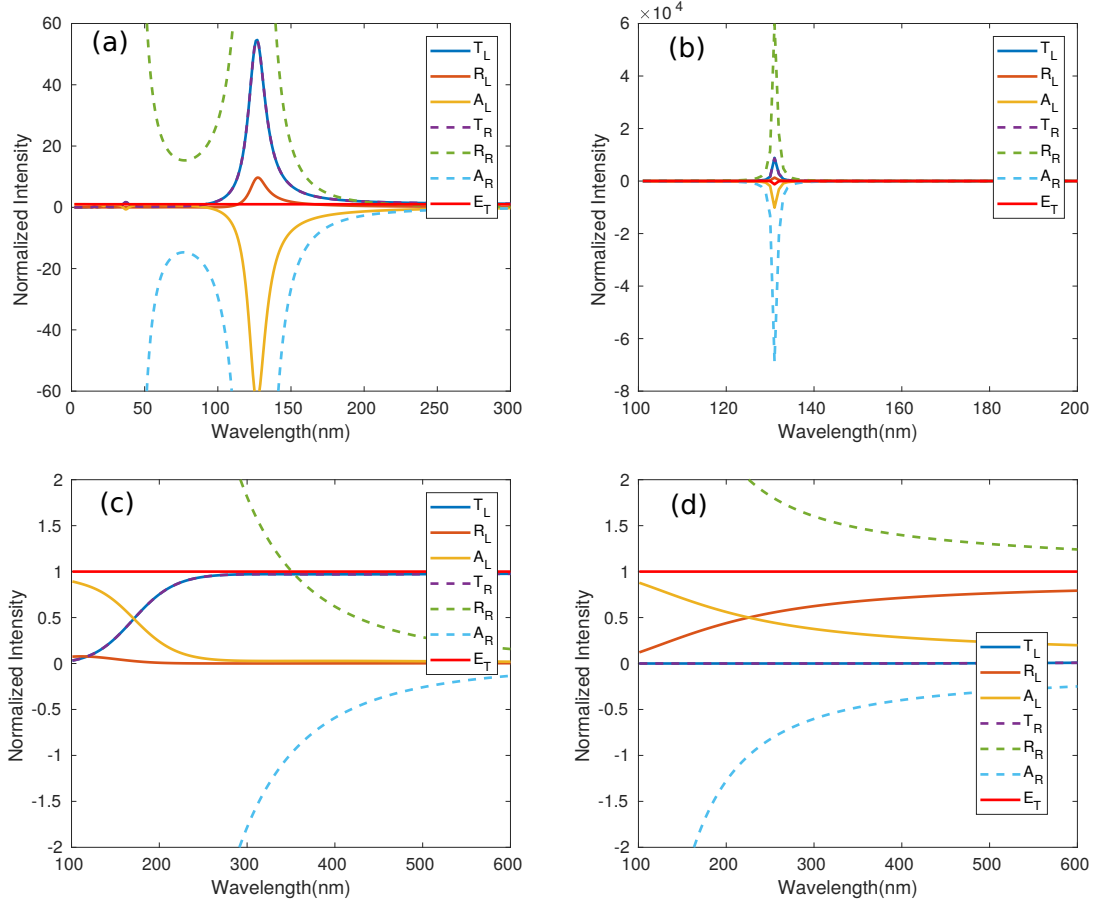 (a)
60
40
20
0
-20
-40
-60
0
50
100
150
200
250
300
Normalized Intensity
Wavelength(nm)
T_L
R_L
A_L
T_R
R_R
A_R
E_T
(b)
×10^4
6
4
2
0
-2
-4
-6
-8
100
120
140
160
180
200
Normalized Intensity
Wavelength(nm)
T_L
R_L
A_L
T_R
R_R
A_R
E_T
(c)
2
1.5
1
0.5
0
-0.5
-1
-1.5
-2
100
200
300
400
500
600
Normalized Intensity
Wavelength(nm)
T_L
R_L
A_L
T_R
R_R
A_R
E_T
(d)
2
1.5
1
0.5
0
-0.5
-1
-1.5
-2
100
200
300
400
500
600
Normalized Intensity
Wavelength(nm)
T_L
R_L
A_L
T_R
R_R
A_R
E_T